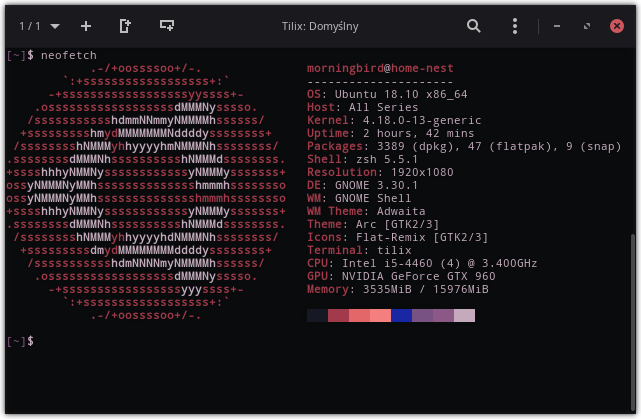 1 / 1
Tilix: Domyślny
[~]$ neofetch
.-/+oossssoo+/-.
`:+ssssssssssssssssss+:`
-+ssssssssssssssssssyyssss+-
.ossssssssssssssssssdMMMNysssso.
/ssssssssssshdmmNNmmyNMMMMhssssss/
+ssssssssshmydMMMMMMMNddddyssssssss+
/sssssssshNMMMyhhyyyyhmNMMMNhssssssss/
.ssssssssdMMMNhsssssssssshNMMMdssssssss.
+sssshhhyNMMNyssssssssssssyNMMMysssssss+
ossyNMMMNyMMhsssssssssssssshmmmhssssssso
ossyNMMMNyMMhsssssssssssssshmmmhssssssso
+sssshhhyNMMNyssssssssssssyNMMMysssssss+
.ssssssssdMMMNhsssssssssshNMMMdssssssss.
/sssssssshNMMMyhhyyyyhdNMMMNhssssssss/
+sssssssssdmydMMMMMMMMddddyssssssss+
/ssssssssssshdmNNNNmyNMMMMhssssss/
.ossssssssssssssssssdMMMNysssso.
-+sssssssssssssssssyyyssss+-
`:+ssssssssssssssssss+:`
.-/+oossssoo+/-.
morningbird@home-nest
---------------------
OS: Ubuntu 18.10 x86_64
Host: All Series
Kernel: 4.18.0-13-generic
Uptime: 2 hours, 42 mins
Packages: 3389 (dpkg), 47 (flatpak), 9 (snap)
Shell: zsh 5.5.1
Resolution: 1920x1080
DE: GNOME 3.30.1
WM: GNOME Shell
WM Theme: Adwaita
Theme: Arc [GTK2/3]
Icons: Flat-Remix [GTK2/3]
Terminal: tilix
CPU: Intel i5-4460 (4) @ 3.400GHz
GPU: NVIDIA GeForce GTX 960
Memory: 3535MiB / 15976MiB
[~]$